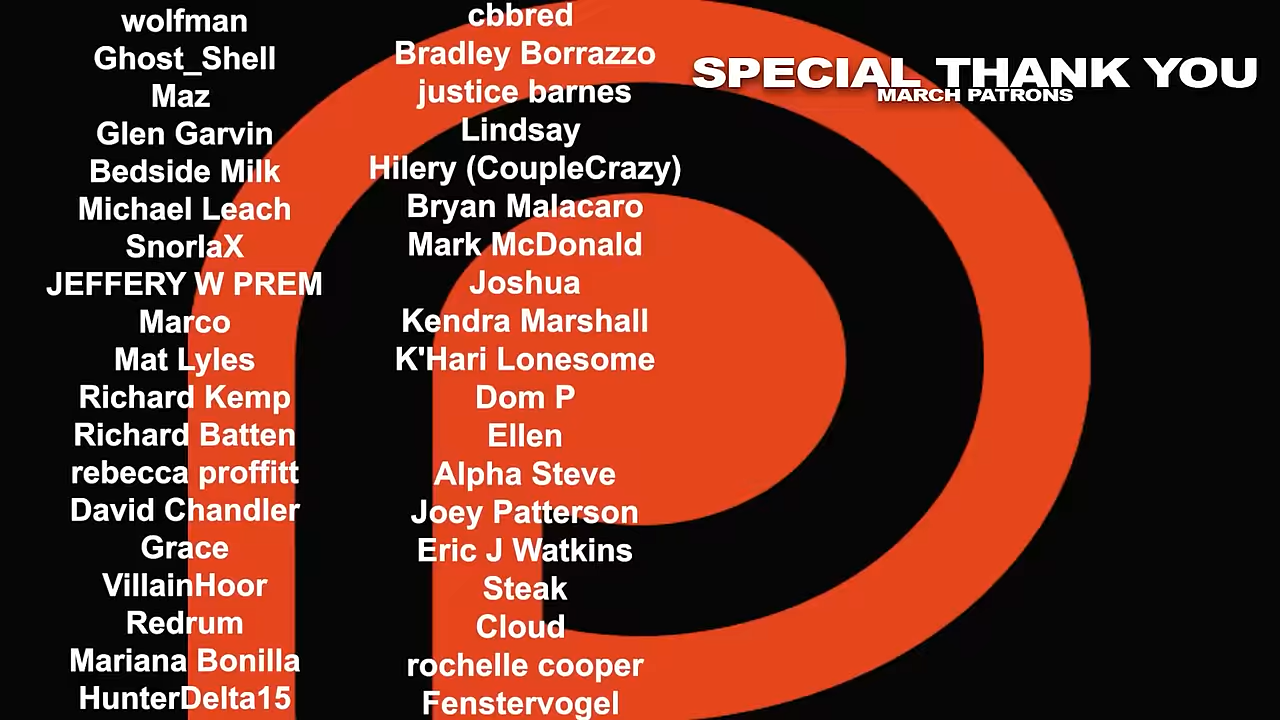 wolfman
Ghost_Shell
Maz
Glen Garvin
Bedside Milk
Michael Leach
SnorlaX
JEFFERY W PREM
Marco
Mat Lyles
Richard Kemp
Richard Batten
rebecca proffitt
David Chandler
Grace
VillainHoor
Redrum
Mariana Bonilla
HunterDelta15
cbbred
Bradley Borrazzo
justice barnes
Lindsay
Hilery (CoupleCrazy)
Bryan Malacaro
Mark McDonald
Joshua
Kendra Marshall
K'Hari Lonesome
Dom P
Ellen
Alpha Steve
Joey Patterson
Eric J Watkins
Steak
Cloud
rochelle cooper
Fenstervogel
SPECIAL THANK YOU
MARCH PATRONS